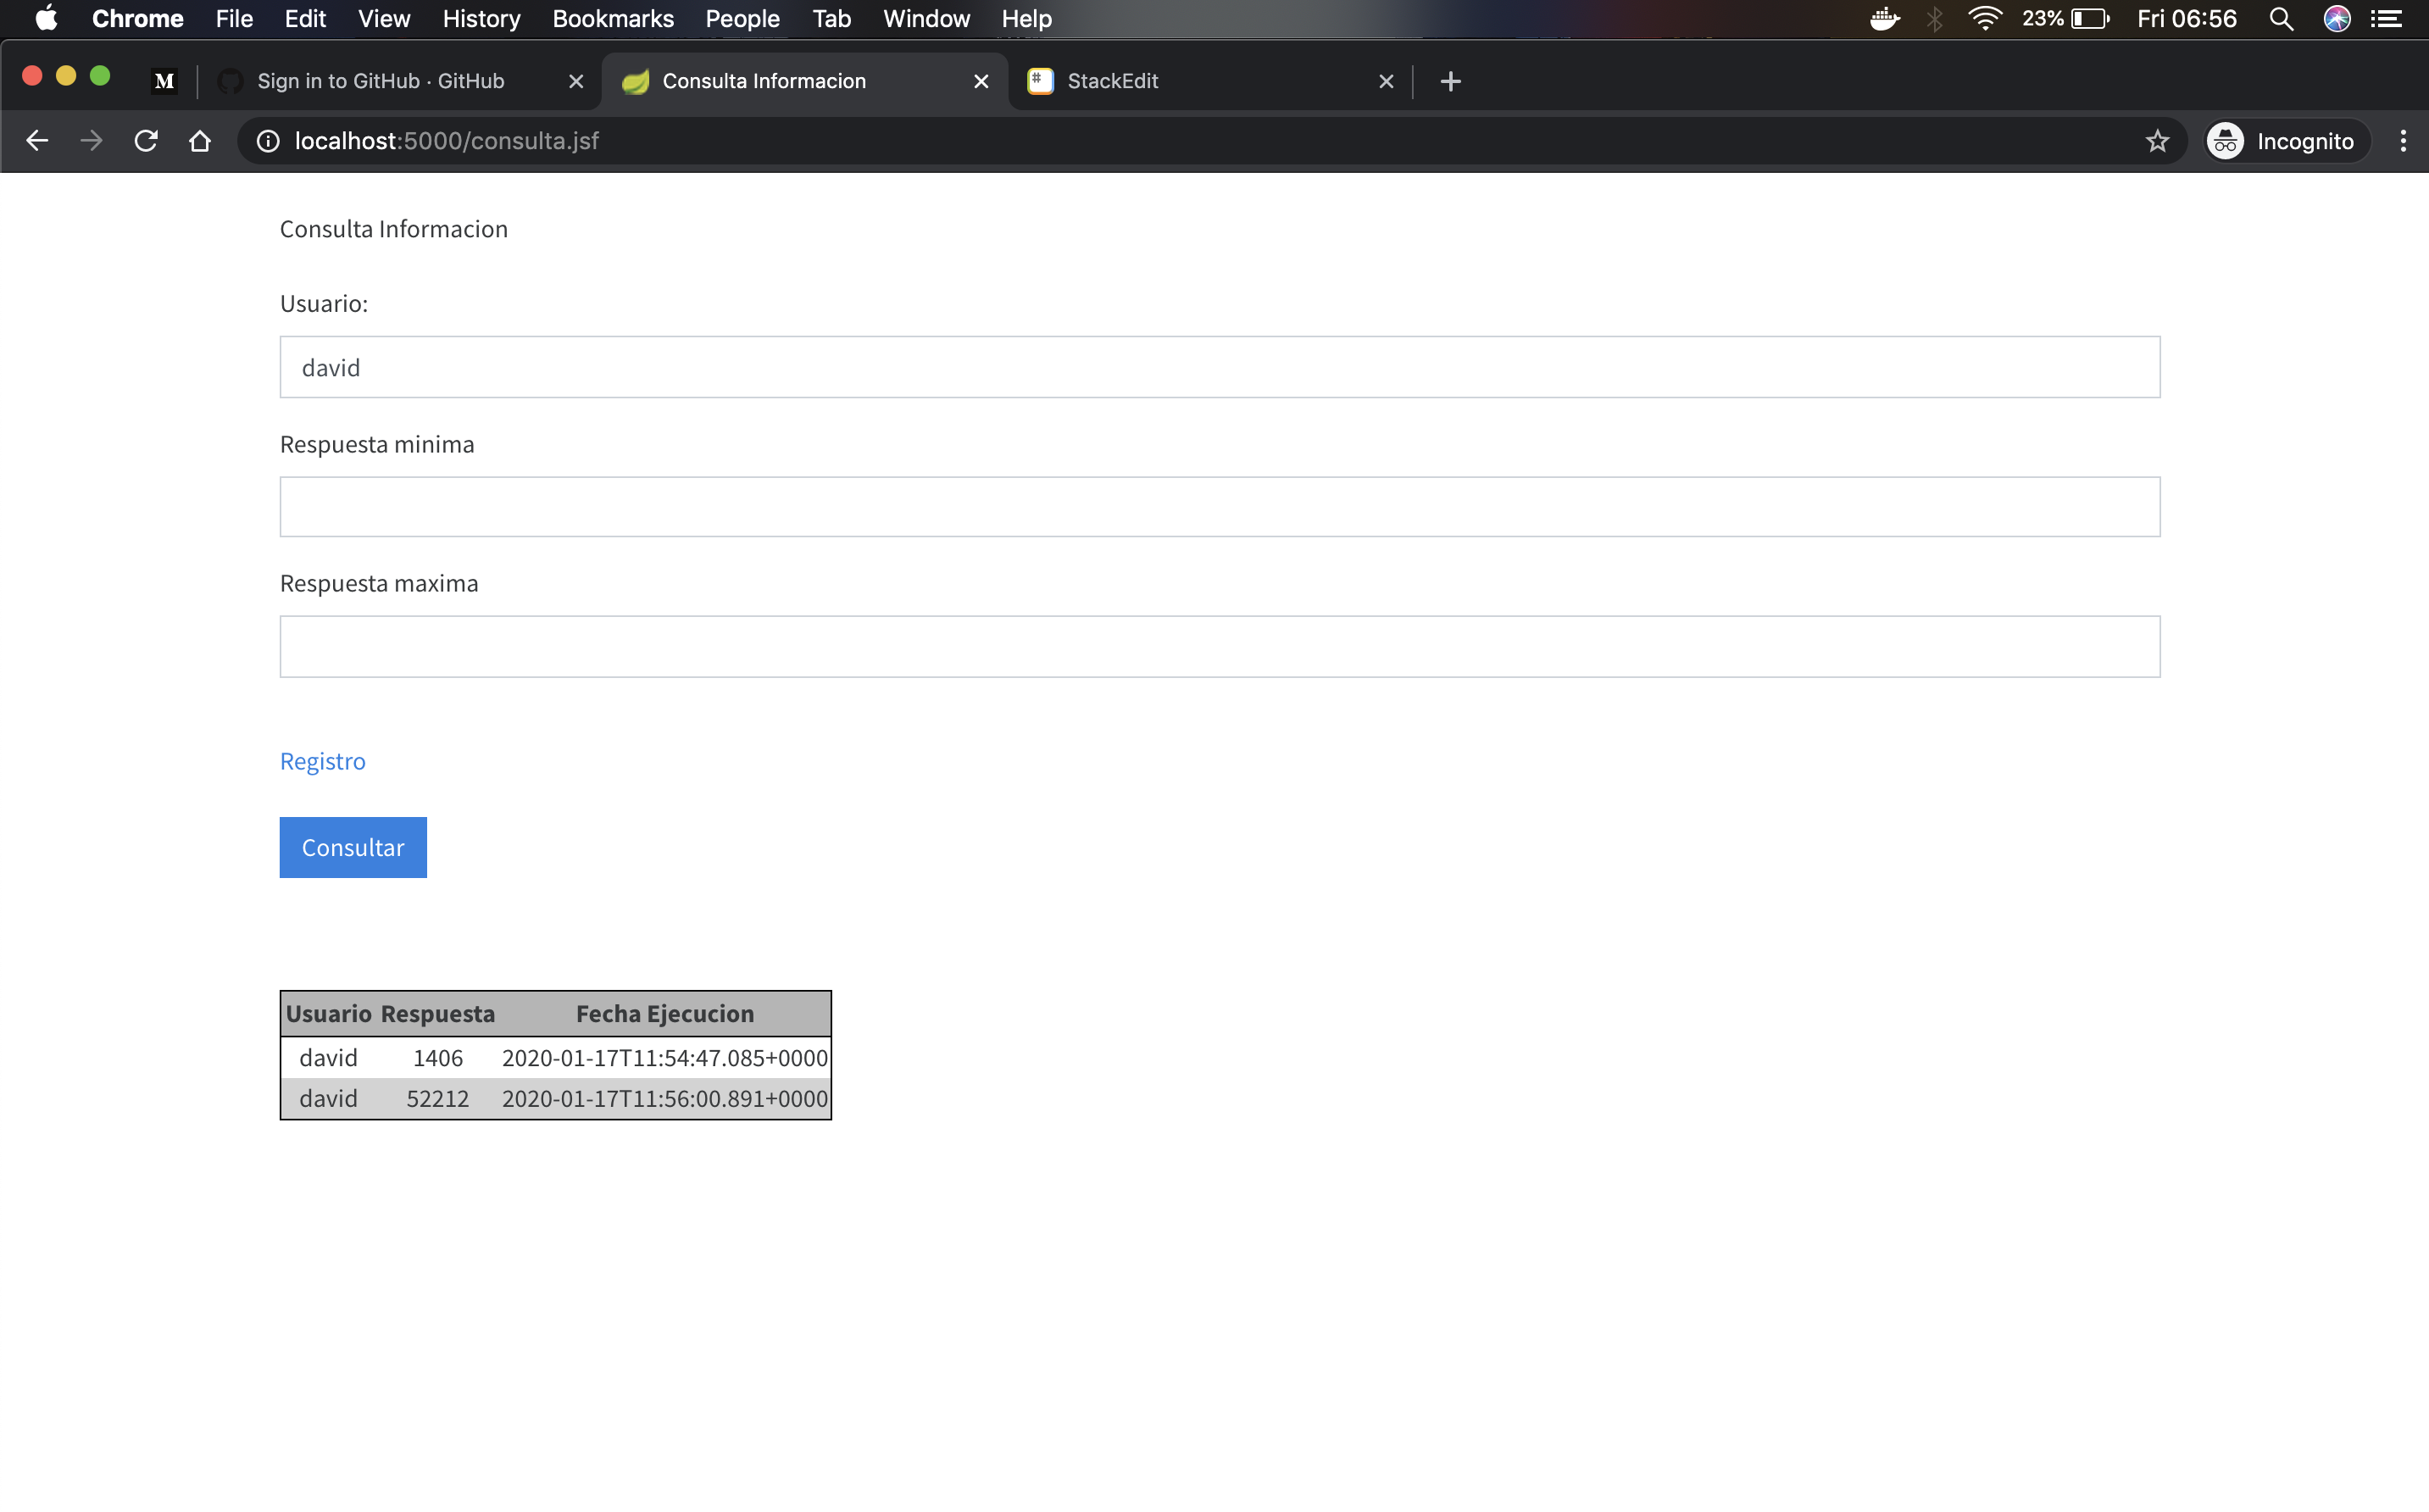 Chrome File Edit View History Bookmarks People Tab Window Help 23% Fri 06:56
M Sign in to GitHub · GitHub Consulta Informacion # StackEdit
localhost:5000/consulta.jsf Incognito
Consulta Informacion
Usuario:
david
Respuesta minima
Respuesta maxima
Registro
Consultar
Usuario Respuesta Fecha Ejecucion
david 1406 2020-01-17T11:54:47.085+0000
david 52212 2020-01-17T11:56:00.891+0000